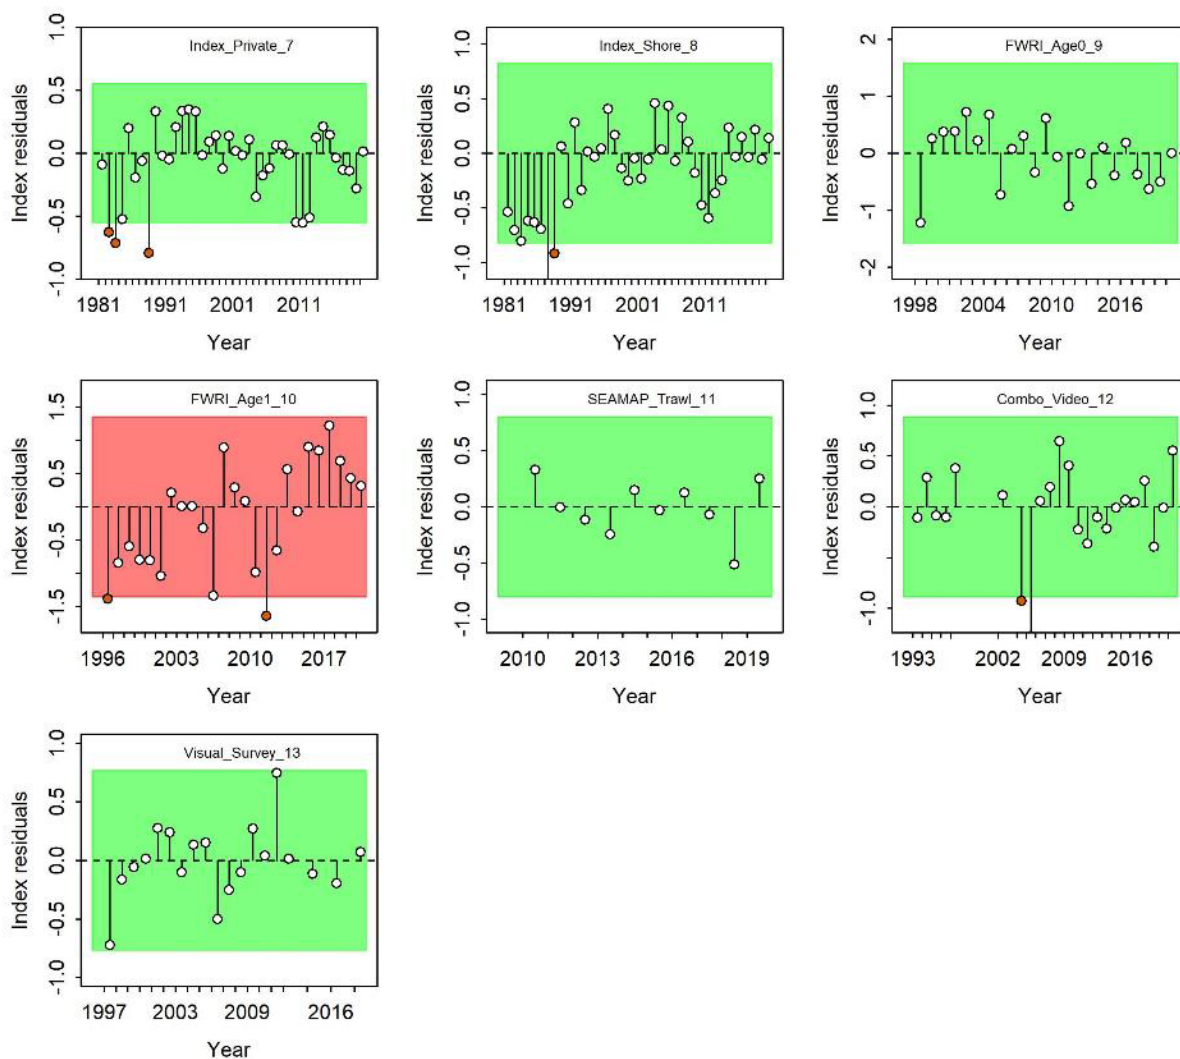 Index_Private_7
Index residuals
1.0
0.5
0.0
-0.5
-1.0
1981 1991 2001 2011
Year
Index_Shore_8
Index residuals
1.0
0.5
0.0
-0.5
-1.0
1981 1991 2001 2011
Year
FWRI_Age0_9
Index residuals
2
1
0
-1
-2
1998 2004 2010 2016
Year
FWRI_Age1_10
Index residuals
1.5
0.5
-0.5
-1.5
1996 2003 2010 2017
Year
SEAMAP_Trawl_11
Index residuals
1.0
0.5
0.0
-0.5
-1.0
2010 2013 2016 2019
Year
Combo_Video_12
Index residuals
1.0
0.5
0.0
-1.0
1993 2002 2009 2016
Year
Visual_Survey_13
Index residuals
1.0
0.5
0.0
-0.5
-1.0
1997 2003 2009 2016
Year